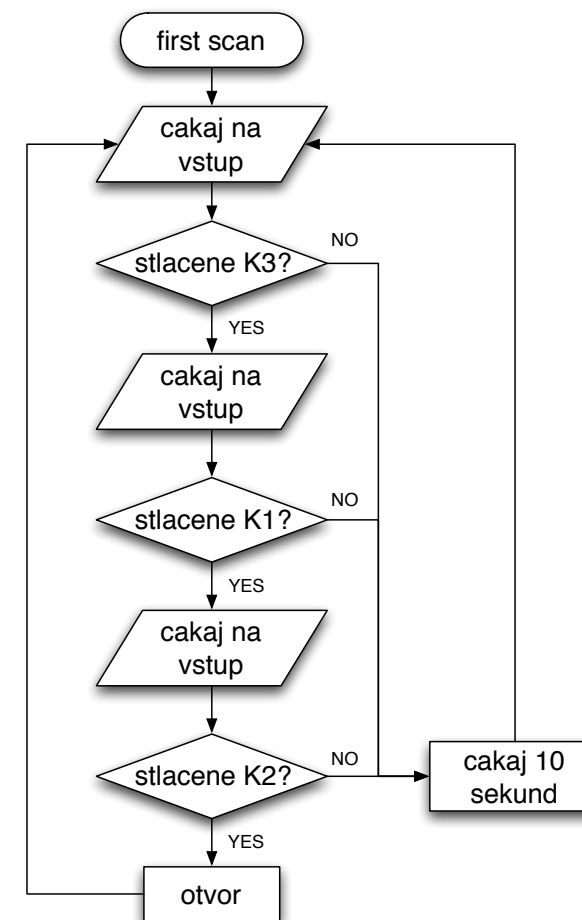 first scan
cakaj na
vstup
stlacene K3?
NO
YES
cakaj na
vstup
stlacene K1?
NO
YES
cakaj na
vstup
stlacene K2?
NO
cakaj 10
sekund
YES
otvor